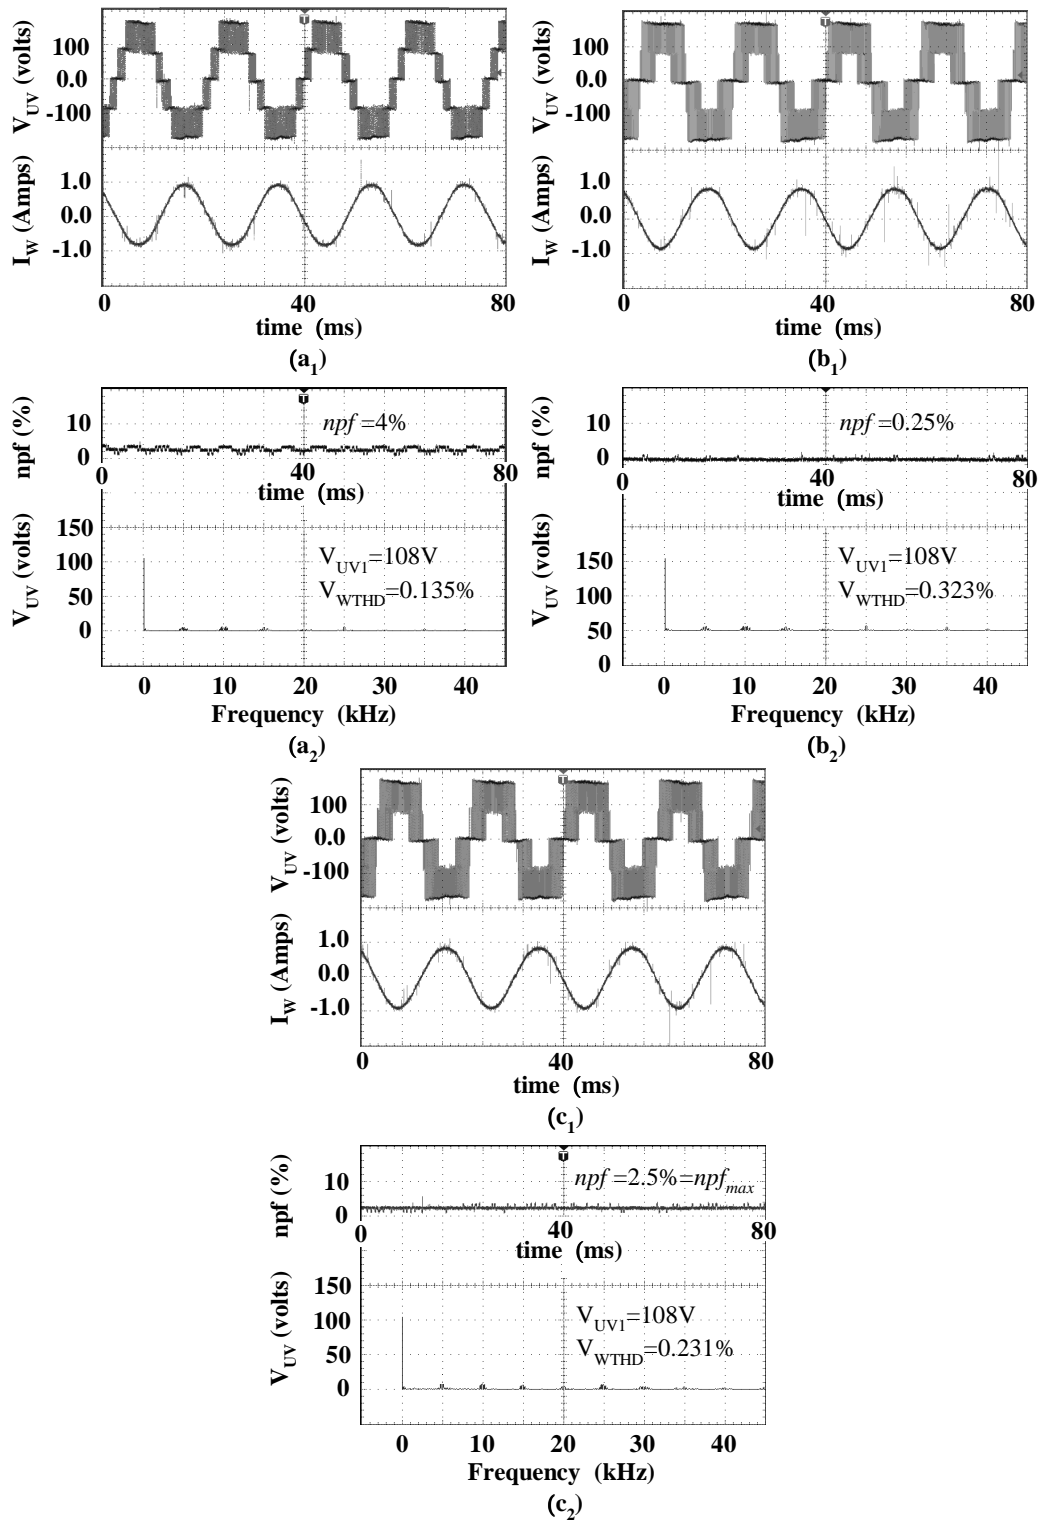 V_UV (volts)
100
0.0
-100
T
I_W (Amps)
1.0
0.0
-1.0
0
40
80
time (ms)
(a_1)
V_UV (volts)
100
0.0
-100
T
I_W (Amps)
1.0
0.0
-1.0
0
40
80
time (ms)
(b_1)
npf (%)
10
0
T
npf =4%
0
40
80
time (ms)
V_UV (volts)
150
100
50
0
V_UV1=108V
V_WTHD=0.135%
0
10
20
30
40
Frequency (kHz)
(a_2)
npf (%)
10
0
npf =0.25%
0
40
80
time (ms)
V_UV (volts)
150
100
50
0
V_UV1=108V
V_WTHD=0.323%
0
10
20
30
40
Frequency (kHz)
(b_2)
V_UV (volts)
100
0.0
-100
T
I_W (Amps)
1.0
0.0
-1.0
0
40
80
time (ms)
(c_1)
npf (%)
10
0
T
npf =2.5%=npf_max
0
40
80
time (ms)
V_UV (volts)
150
100
50
0
V_UV1=108V
V_WTHD=0.231%
0
10
20
30
40
Frequency (kHz)
(c_2)